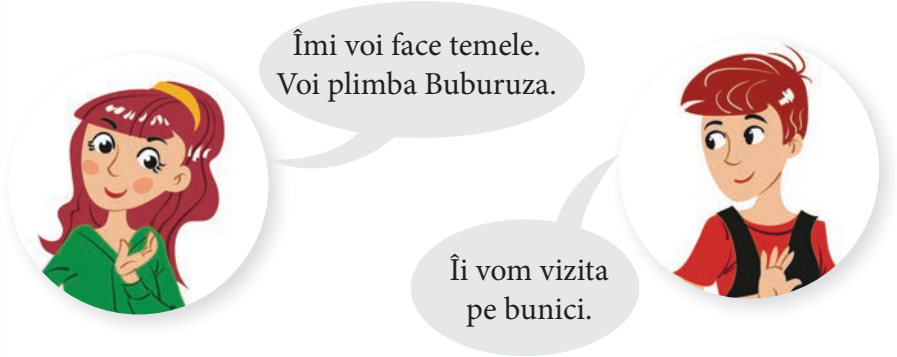 Îmi voi face temele.
Voi plimba Buburuza.
Îi vom vizita
pe bunici.